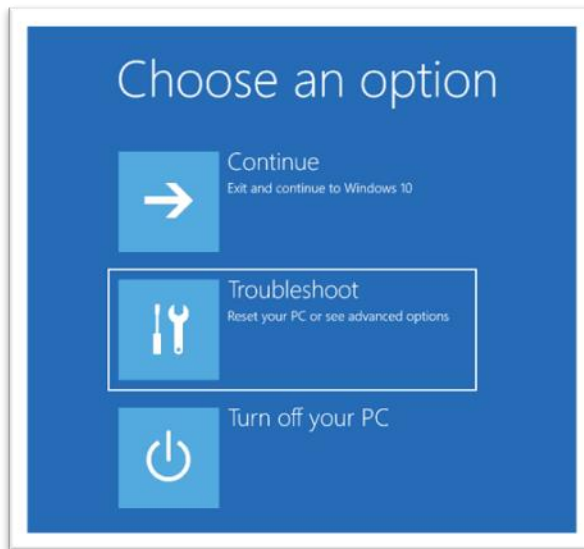 Choose an option
Continue
Exit and continue to Windows 10
Troubleshoot
Reset your PC or see advanced options
Turn off your PC